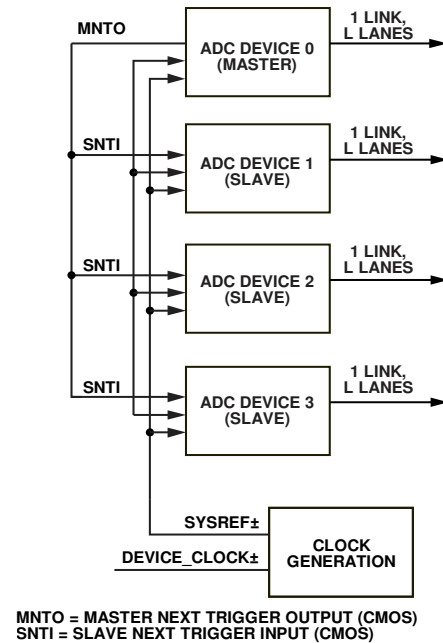 MNTO
ADC DEVICE 0
(MASTER)
1 LINK,
L LANES
SNTI
ADC DEVICE 1
(SLAVE)
1 LINK,
L LANES
SNTI
ADC DEVICE 2
(SLAVE)
1 LINK,
L LANES
SNTI
ADC DEVICE 3
(SLAVE)
1 LINK,
L LANES
SYSREF±
DEVICE_CLOCK±
CLOCK
GENERATION
MNTO = MASTER NEXT TRIGGER OUTPUT (CMOS)
SNTI = SLAVE NEXT TRIGGER INPUT (CMOS)